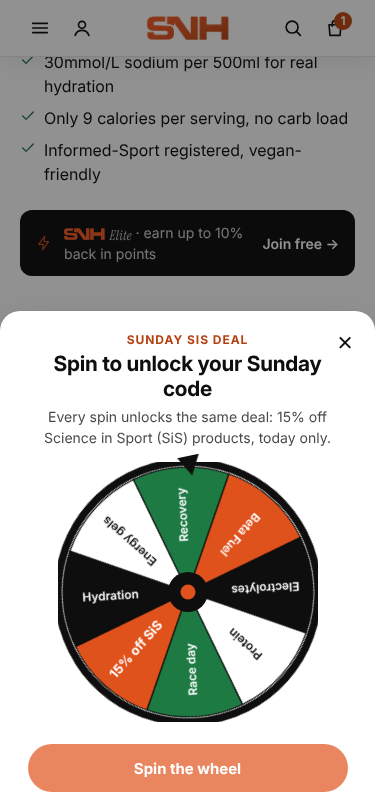 SNH
1
30mmol/L sodium per 500ml for real
hydration
Only 9 calories per serving, no carb load
Informed-Sport registered, vegan-
friendly
SNH Elite · earn up to 10%
back in points
Join free →
SUNDAY SIS DEAL
Spin to unlock your Sunday
code
Every spin unlocks the same deal: 15% off
Science in Sport (SiS) products, today only.
Recovery
Beta Fuel
Electrolytes
Protein
Race day
15% off SiS
Hydration
Energy gels
Spin the wheel